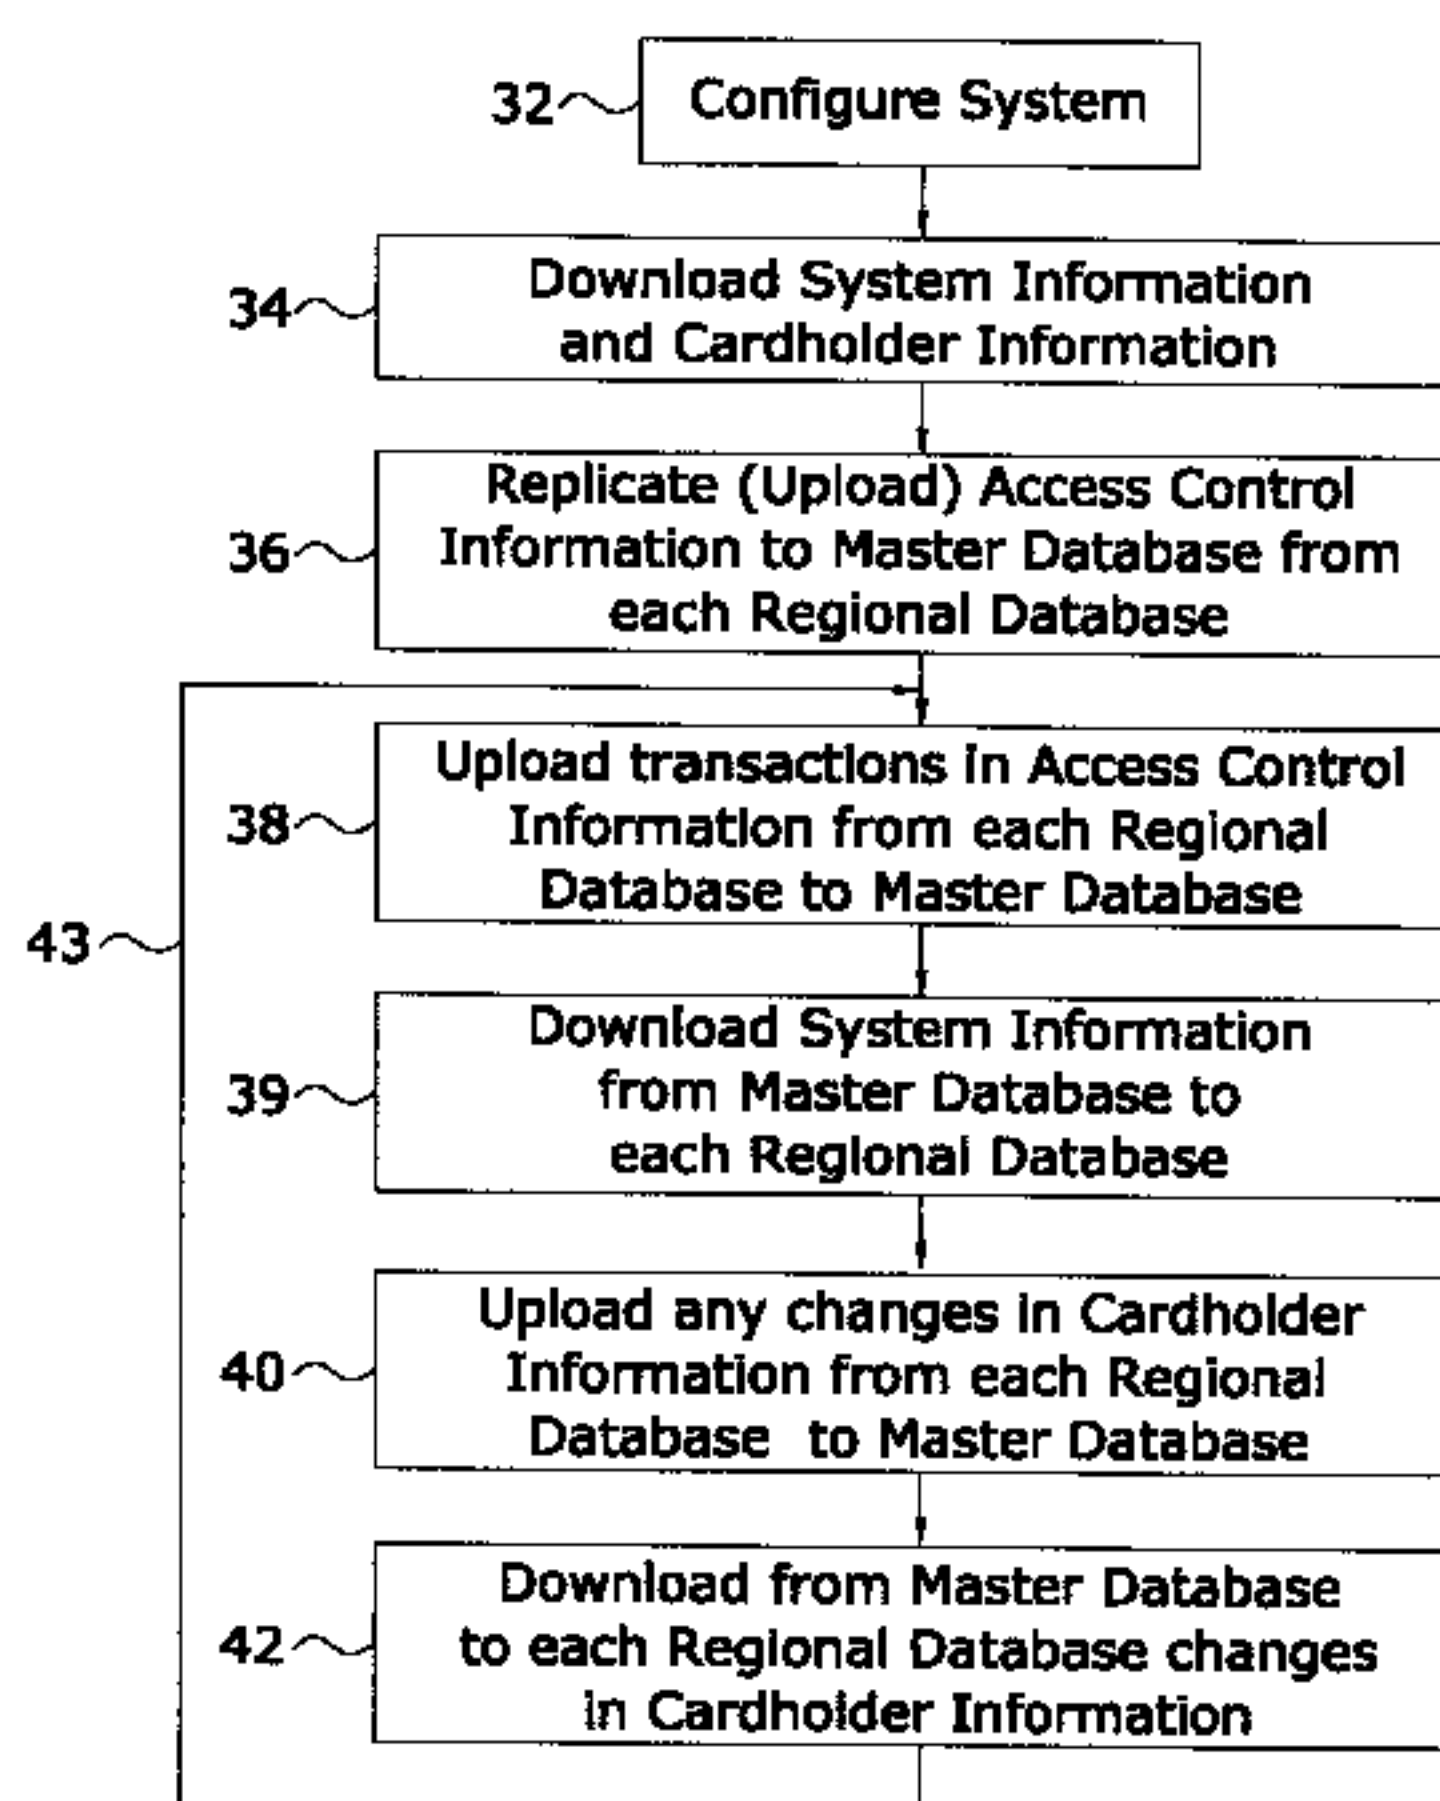 32 Configure System
34 Download System Information
and Cardholder Information
Replicate (Upload) Access Control
36 Information to Master Database from
each Regional Database
Upload transactions in Access Control
38 Information from each Regional
Database to Master Database
43
Download System Information
39 from Master Database to
each Regional Database
Upload any changes in Cardholder
40 Information from each Regional
Database to Master Database
Download from Master Database
42 to each Regional Database changes
in Cardholder Information